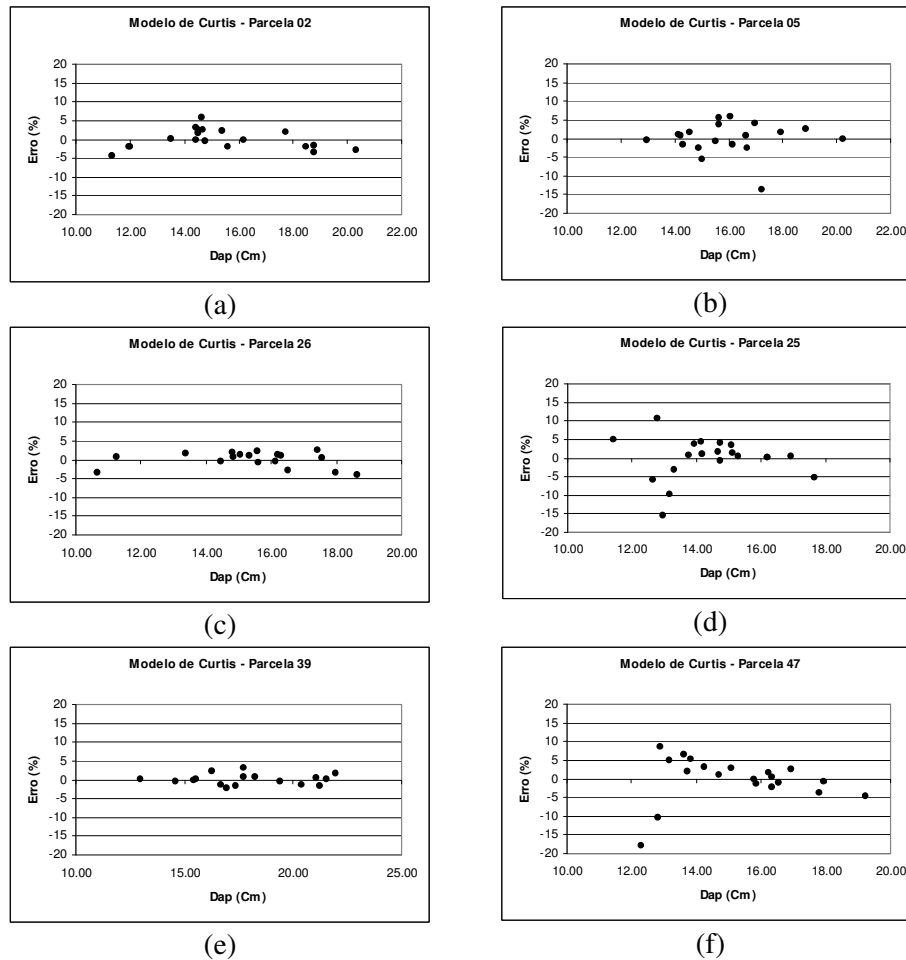 Modelo de Curtis - Parcela 02
20
15
10
5
0
-5
-10
-15
-20
Erro (%)
10.00 12.00 14.00 16.00 18.00 20.00 22.00
Dap (Cm)
(a)
Modelo de Curtis - Parcela 05
20
15
10
5
0
-5
-10
-15
-20
Erro (%)
10.00 12.00 14.00 16.00 18.00 20.00 22.00
Dap (Cm)
(b)
Modelo de Curtis - Parcela 26
20
15
10
5
0
-5
-10
-15
-20
Erro (%)
10.00 12.00 14.00 16.00 18.00 20.00
Dap (Cm)
(c)
Modelo de Curtis - Parcela 25
20
15
10
5
0
-5
-10
-15
-20
Erro (%)
10.00 12.00 14.00 16.00 18.00 20.00
Dap (Cm)
(d)
Modelo de Curtis - Parcela 39
20
15
10
5
0
-5
-10
-15
-20
Erro (%)
10.00 15.00 20.00 25.00
Dap (Cm)
(e)
Modelo de Curtis - Parcela 47
20
15
10
5
0
-5
-10
-15
-20
Erro (%)
10.00 12.00 14.00 16.00 18.00 20.00
Dap (Cm)
(f)